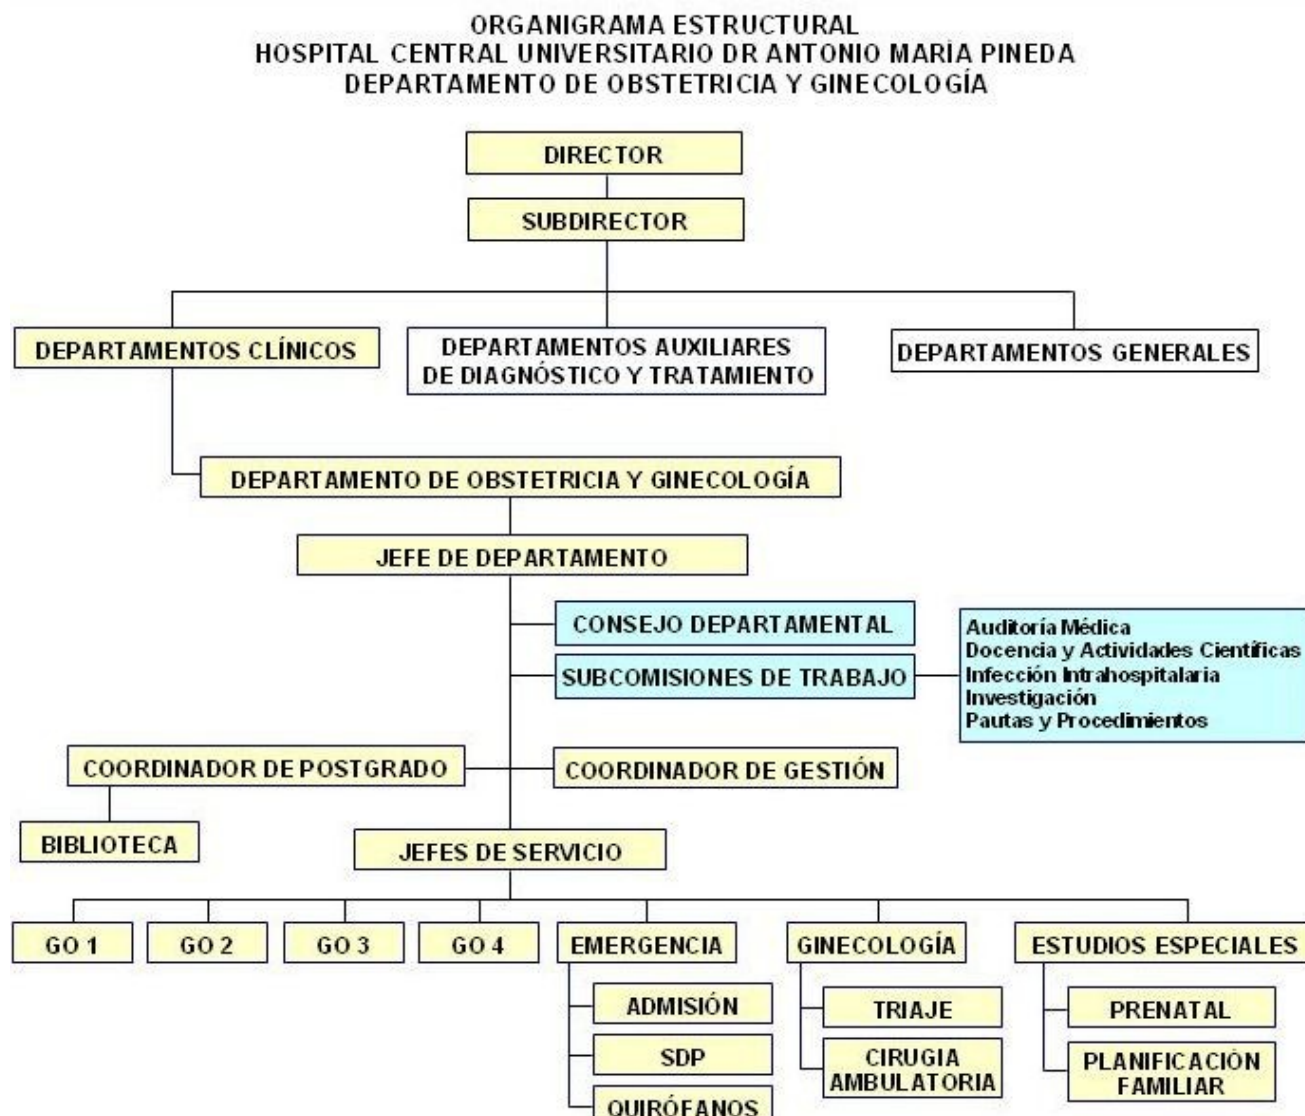 ORGANIGRAMA ESTRUCTURAL
HOSPITAL CENTRAL UNIVERSITARIO DR ANTONIO MARÍA PINEDA
DEPARTAMENTO DE OBSTETRICIA Y GINECOLOGÍA
DIRECTOR
SUBDIRECTOR
DEPARTAMENTOS CLÍNICOS
DEPARTAMENTOS AUXILIARES
DE DIAGNÓSTICO Y TRATAMIENTO
DEPARTAMENTOS GENERALES
DEPARTAMENTO DE OBSTETRICIA Y GINECOLOGÍA
JEFE DE DEPARTAMENTO
CONSEJO DEPARTAMENTAL
SUBCOMISIONES DE TRABAJO
Auditoría Médica
Docencia y Actividades Científicas
Infección Intrahospitalaria
Investigación
Pautas y Procedimientos
COORDINADOR DE POSTGRADO
COORDINADOR DE GESTIÓN
BIBLIOTECA
JEFES DE SERVICIO
GO 1
GO 2
GO 3
GO 4
EMERGENCIA
GINECOLOGÍA
ESTUDIOS ESPECIALES
ADMISIÓN
SDP
QUIRÓFANOS
TRIAJE
CIRUGIA
AMBULATORIA
PRENATAL
PLANIFICACIÓN
FAMILIAR